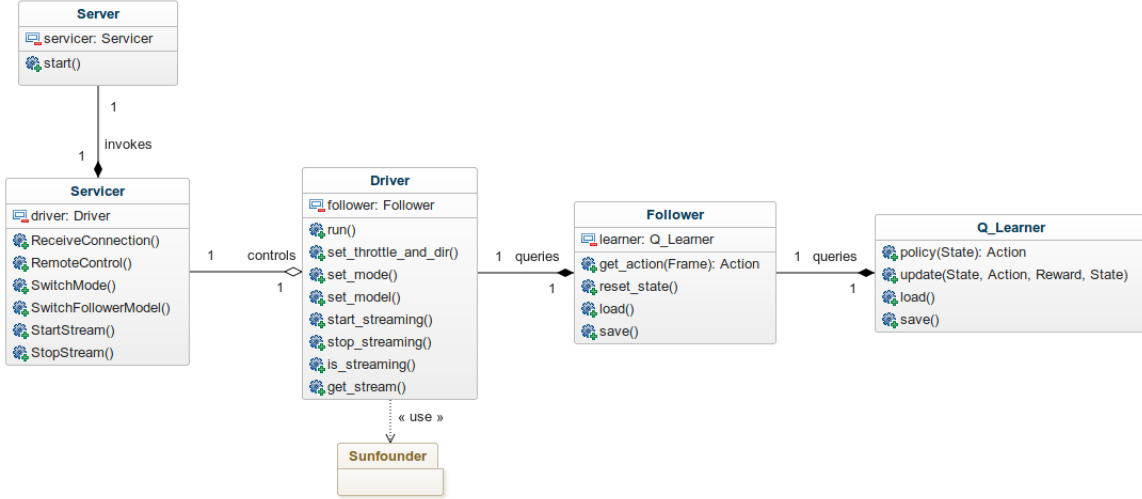 Server
servicer: Servicer
start()
1
invokes
1
Servicer
driver: Driver
ReceiveConnection()
RemoteControl()
SwitchMode()
SwitchFollowerModel()
StartStream()
StopStream()
1
controls
1
Driver
follower: Follower
run()
set_throttle_and_dir()
set_mode()
set_model()
start_streaming()
stop_streaming()
is_streaming()
get_stream()
« use »
Sunfounder
1
queries
1
Follower
learner: Q_Learner
get_action(Frame): Action
reset_state()
load()
save()
1
queries
1
Q_Learner
policy(State): Action
update(State, Action, Reward, State)
load()
save()